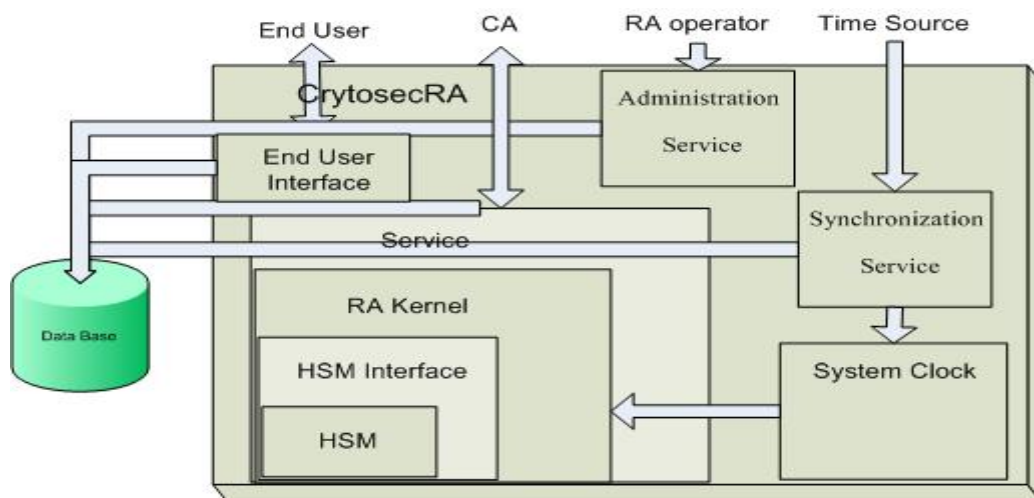 End User
CA
RA operator
Time Source
CrytosecRA
Administration
Service
End User
Interface
Synchronization
Service
Service
RA Kernel
Data Base
HSM Interface
System Clock
HSM